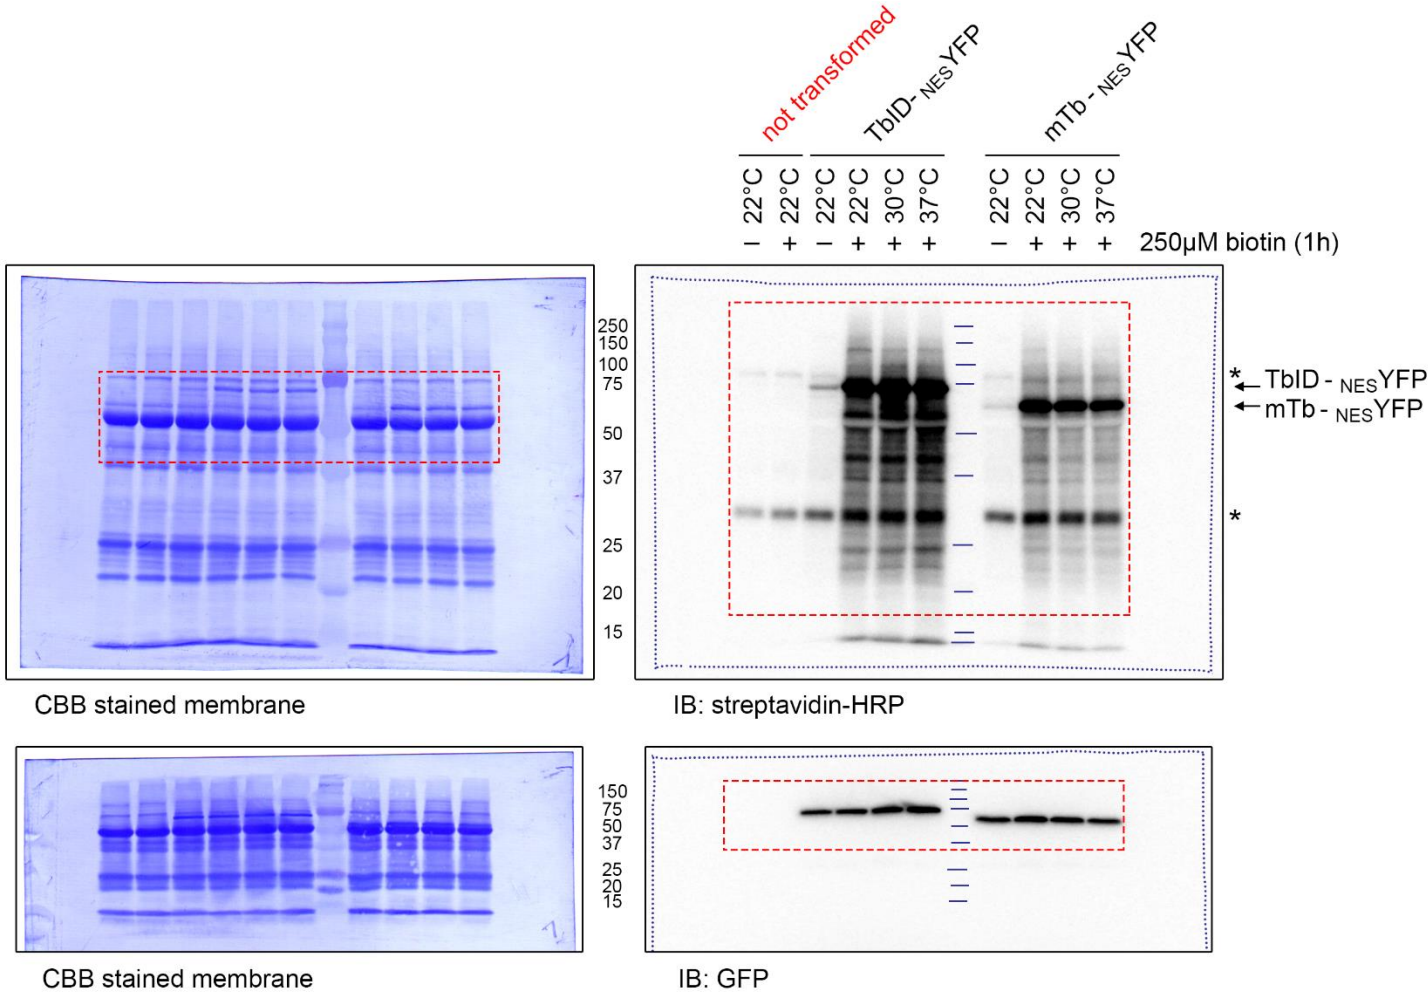 not transformed
TbID- NESYFP
mTb - NESYFP
22°C 22°C 22°C 22°C 30°C 37°C 22°C 22°C 30°C 37°C
– + – + + + – + + + 250µM biotin (1h)
250
150
100
75
50
37
25
20
15
*
TbID - NESYFP
mTb - NESYFP
*
CBB stained membrane
IB: streptavidin-HRP
150
75
50
37
25
20
15
CBB stained membrane
IB: GFP